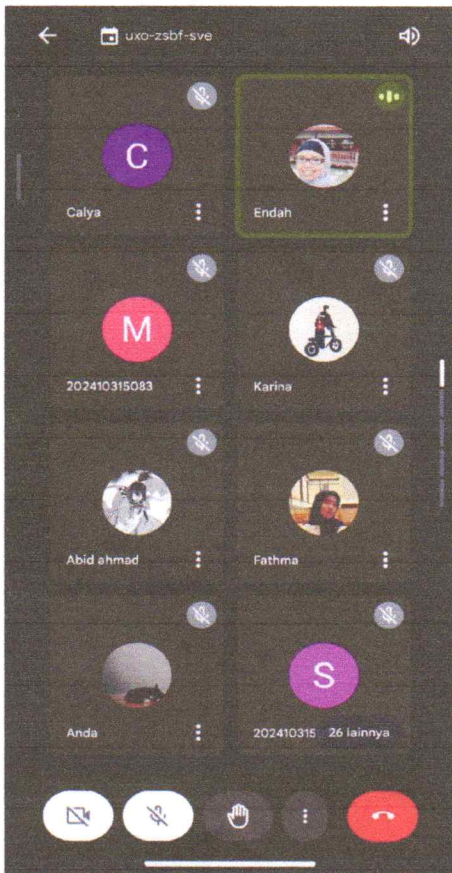 uxo-zsbf-sve
C
Calya
Endah
M
202410315083
Karina
Abid ahmad
Fathma
Anda
S
202410315 26 lainnya